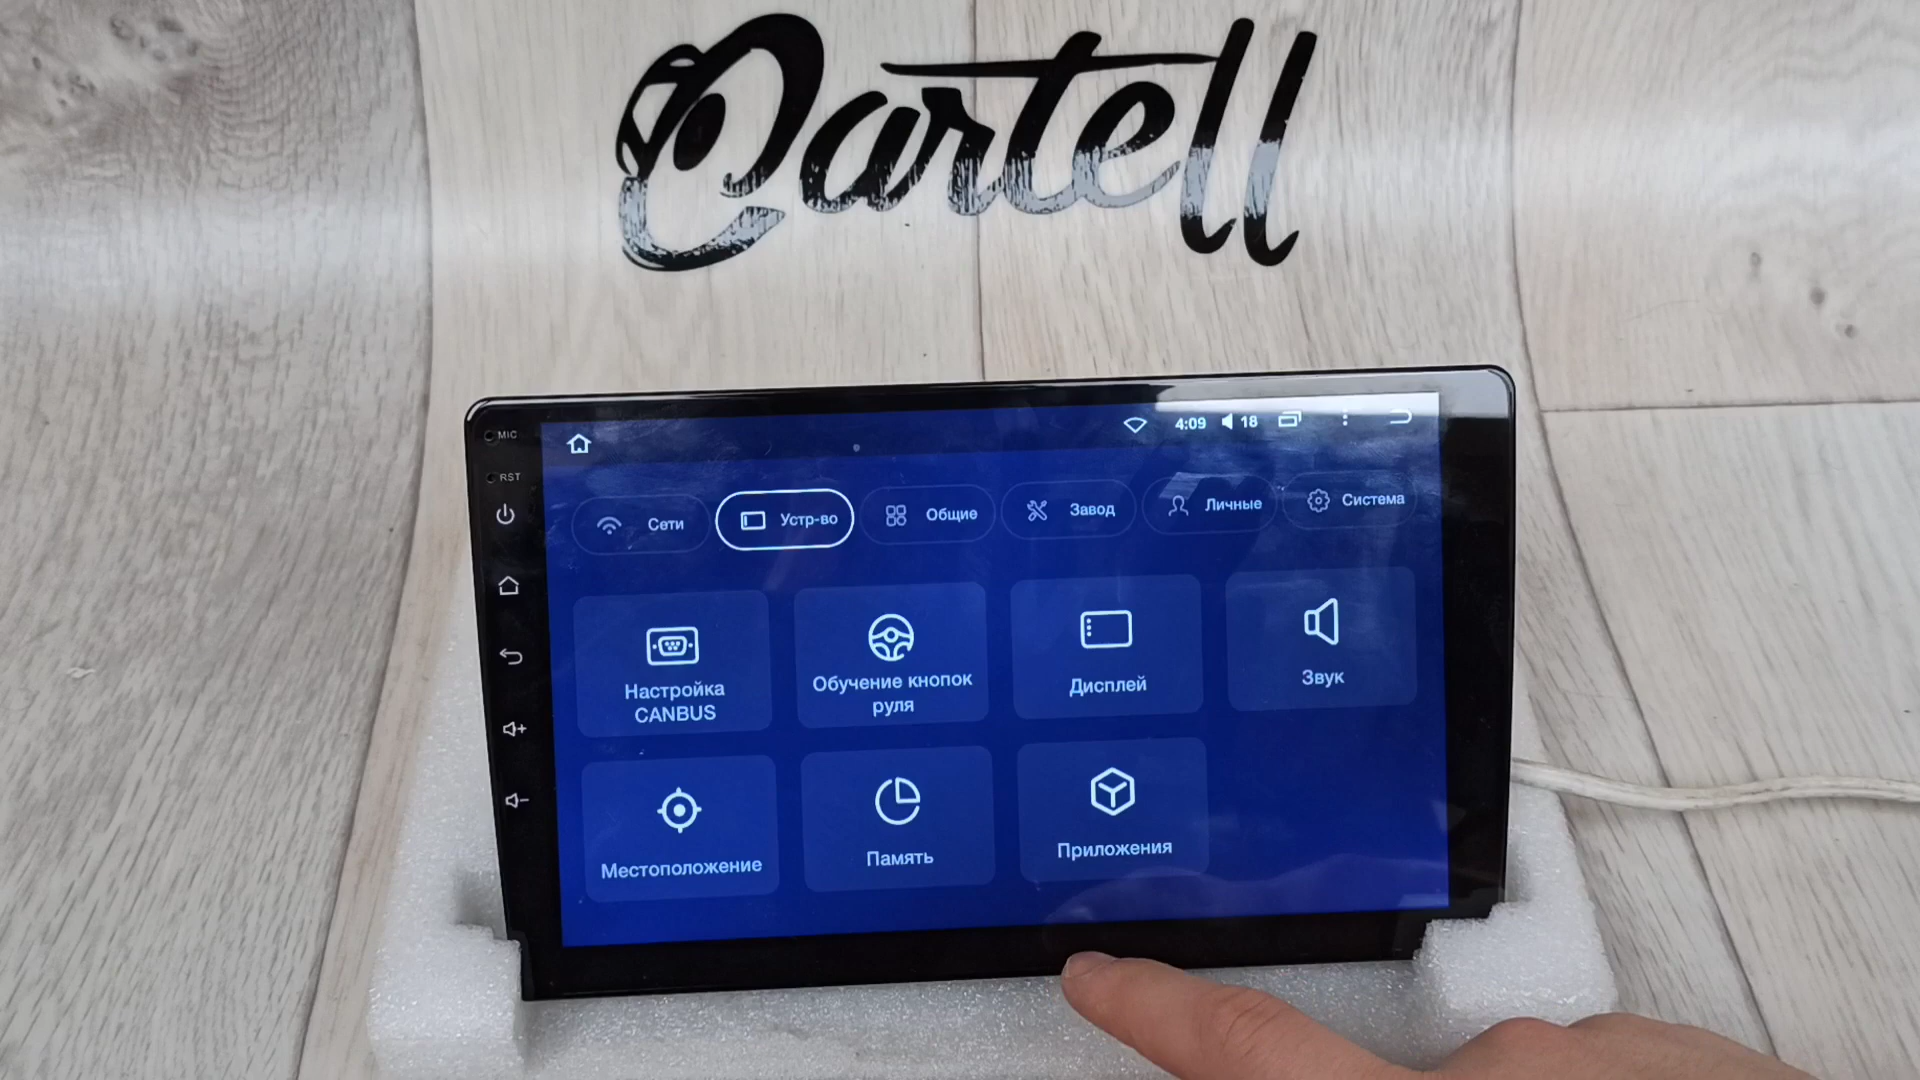 Cartell
MIC
RST
4:09 18
Сети
Устр-во
Общие
Завод
Личные
Система
Настройка
CANBUS
Обучение кнопок
руля
Дисплей
Звук
Местоположение
Память
Приложения